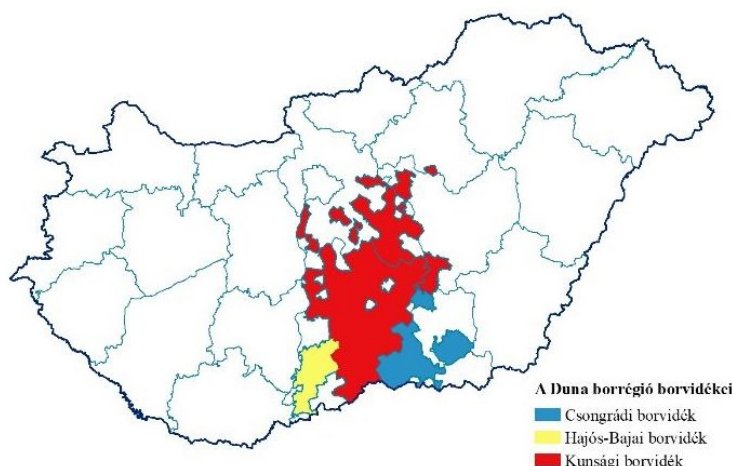 A Duna borrégió borvidékei
Csongrádi borvidék
Hajós-Bajai borvidék
Kunsági borvidék